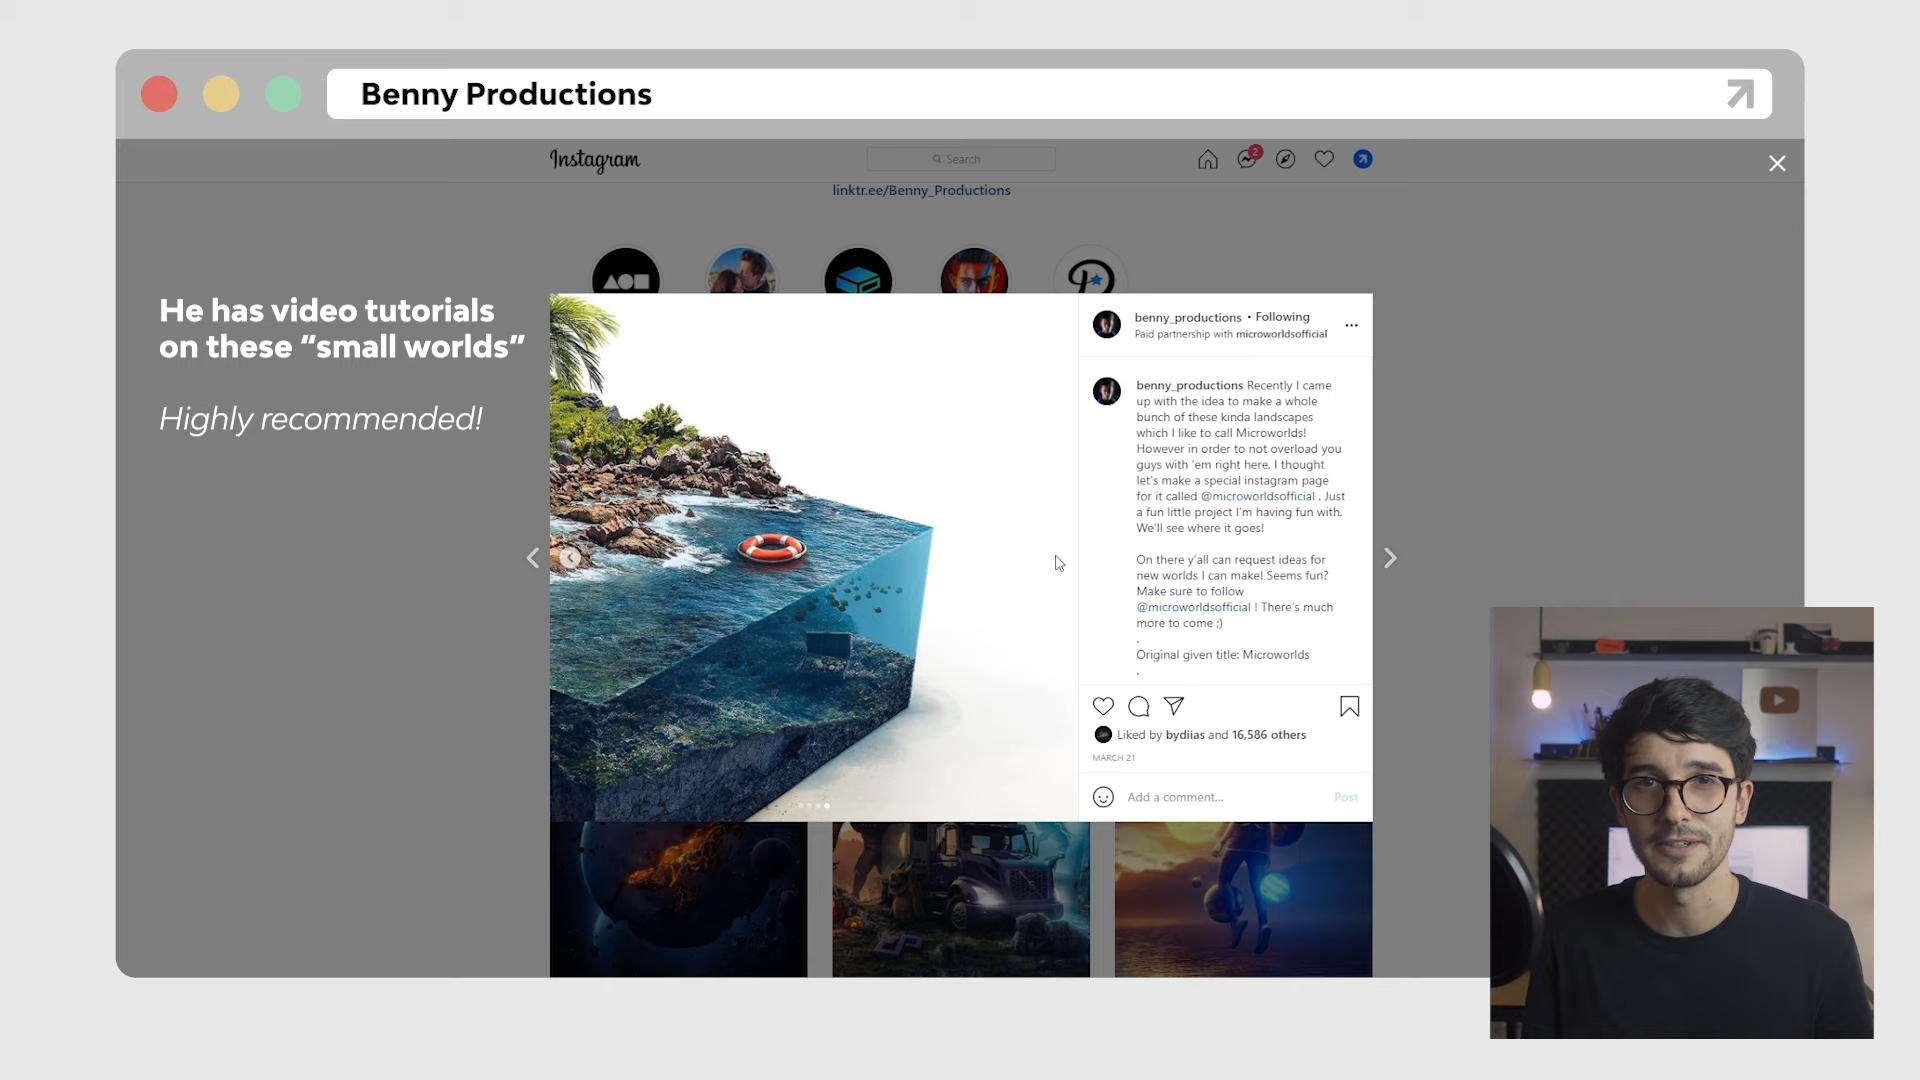 Benny Productions
Instagram
Search
2
linktr.ee/Benny_Productions
He has video tutorials
on these “small worlds”
Highly recommended!
benny_productions • Following
Paid partnership with microworldsofficial
benny_productions Recently I came
up with the idea to make a whole
bunch of these kinda landscapes
which I like to call Microworlds!
However in order to not overload you
guys with 'em right here, I thought
let's make a special instagram page
for it called @microworldsofficial . Just
a fun little project I'm having fun with.
We'll see where it goes!
On there y'all can request ideas for
new worlds I can make! Seems fun?
Make sure to follow
@microworldsofficial ! There's much
more to come ;)
.
Original given title: Microworlds
.
Liked by bydiias and 16,586 others
MARCH 21
Add a comment...
Post